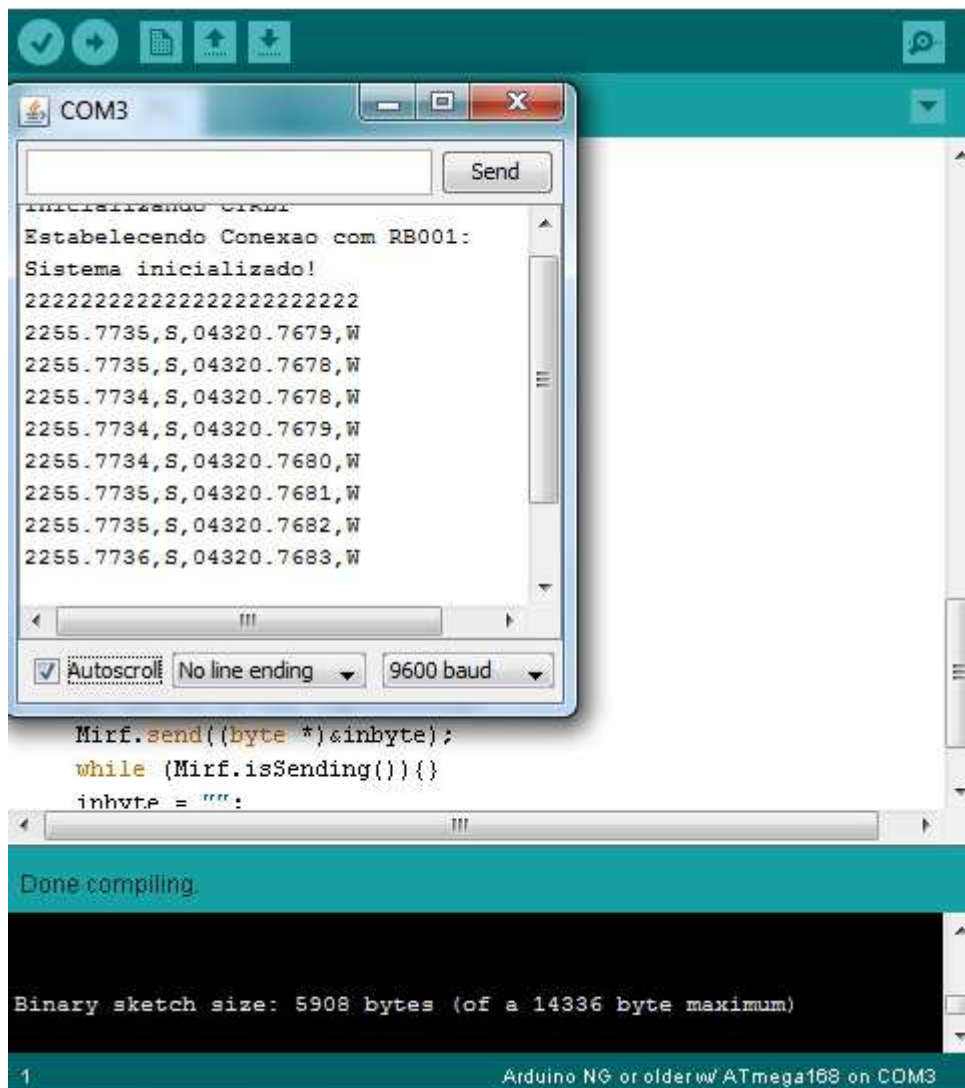 COM3
Send
Estabelecendo Conexao com RB001:
Sistema inicializado!
2222222222222222222222222
2255.7735,S,04320.7679,W
2255.7735,S,04320.7678,W
2255.7734,S,04320.7678,W
2255.7734,S,04320.7679,W
2255.7734,S,04320.7680,W
2255.7735,S,04320.7681,W
2255.7735,S,04320.7682,W
2255.7736,S,04320.7683,W
Autoscroll No line ending 9600 baud
Mirf.send((byte *)&inbyte);
while (Mirf.isSending()){}
inbyte = "";
Done compiling.
Binary sketch size: 5908 bytes (of a 14336 byte maximum)
1 Arduino NG or older w/ ATmega168 on COM3